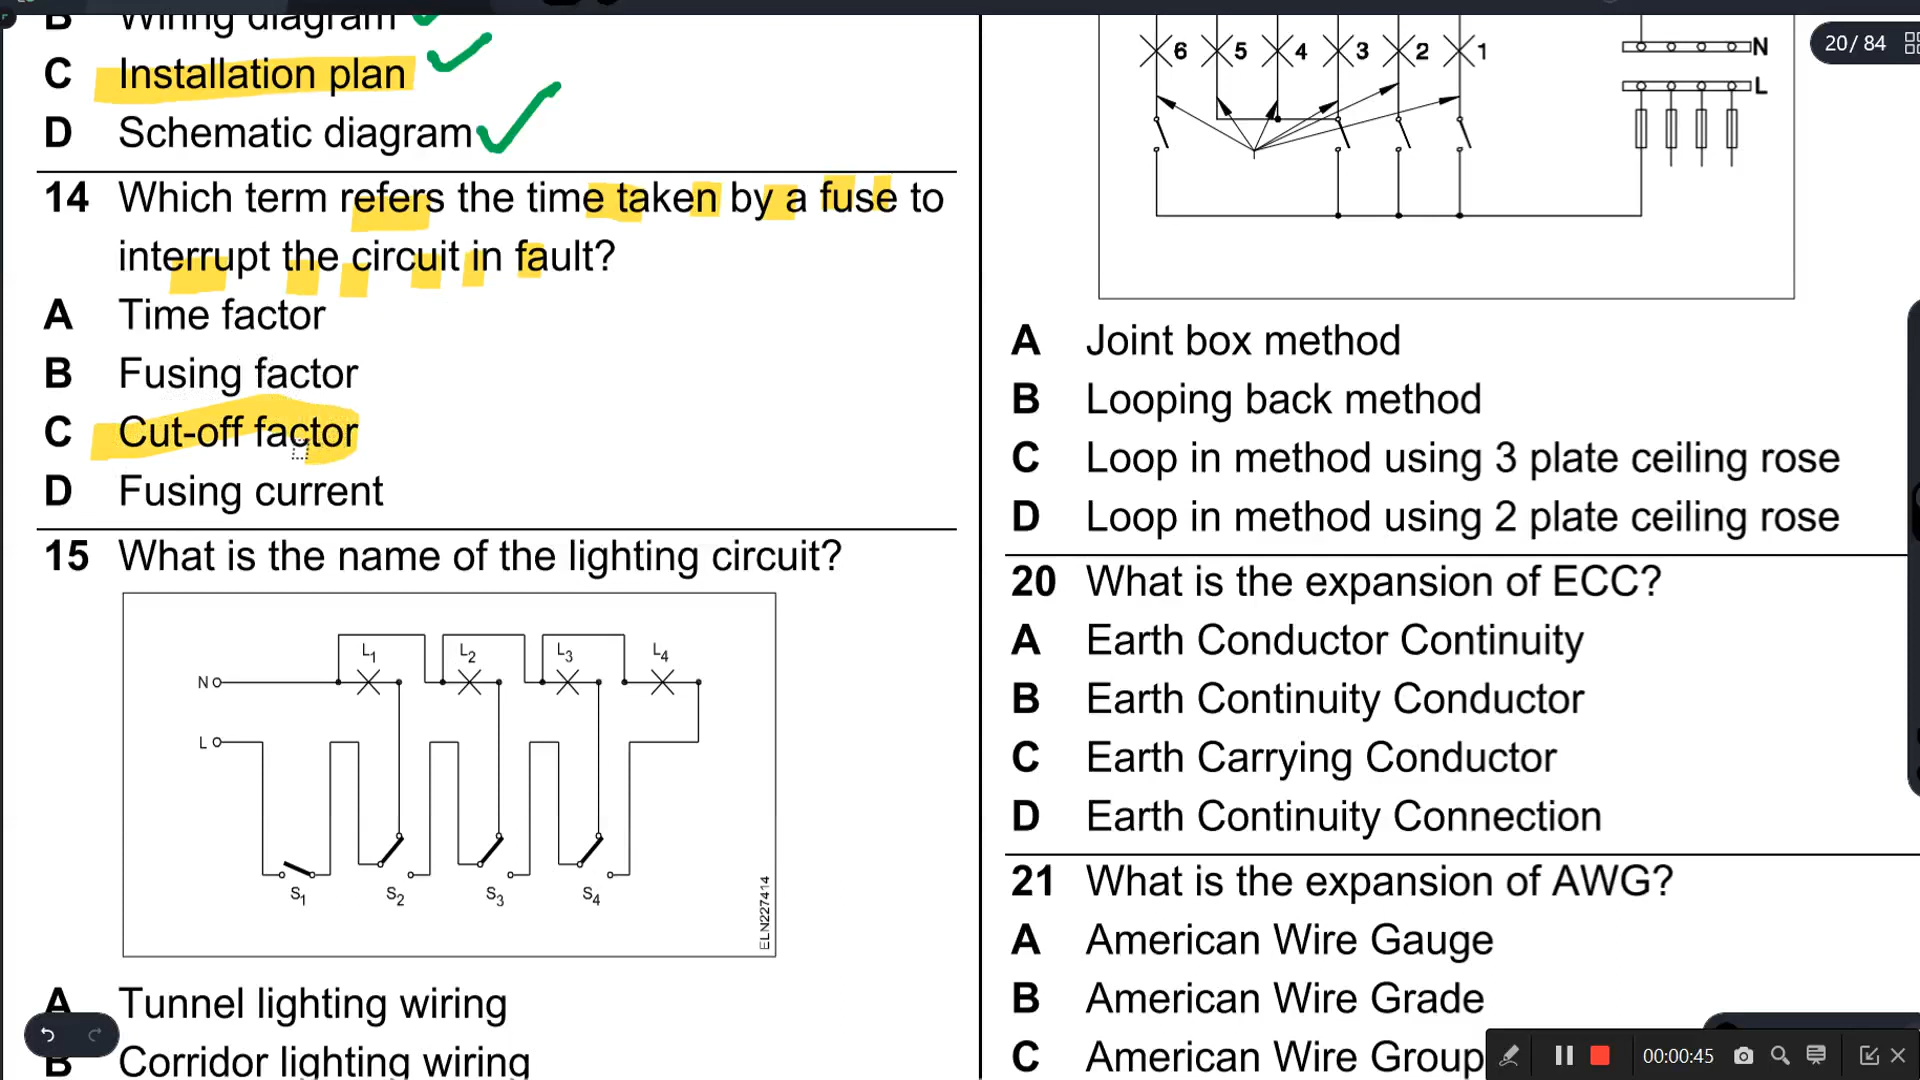 B Wiring diagram
C Installation plan
D Schematic diagram
14 Which term refers the time taken by a fuse to
interrupt the circuit in fault?
A Time factor
B Fusing factor
C Cut-off factor
D Fusing current
15 What is the name of the lighting circuit?
L1 L2 L3 L4
N
L
S1 S2 S3 S4
ELN227414
A Tunnel lighting wiring
B Corridor lighting wiring
6 5 4 3 2 1
N
L
A Joint box method
B Looping back method
C Loop in method using 3 plate ceiling rose
D Loop in method using 2 plate ceiling rose
20 What is the expansion of ECC?
A Earth Conductor Continuity
B Earth Continuity Conductor
C Earth Carrying Conductor
D Earth Continuity Connection
21 What is the expansion of AWG?
A American Wire Gauge
B American Wire Grade
C American Wire Group
20/ 84
00:00:45